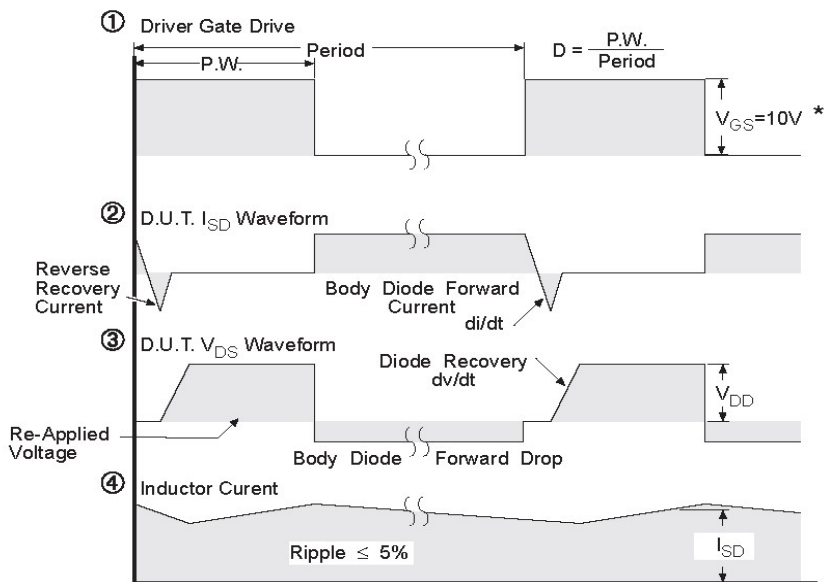 ① Driver Gate Drive
P.W.
Period
D = P.W.
Period
V_GS=10V *
② D.U.T. I_SD Waveform
Reverse
Recovery
Current
Body Diode Forward
Current
di/dt
③ D.U.T. V_DS Waveform
Diode Recovery
dv/dt
V_DD
Re-Applied
Voltage
Body Diode
Forward Drop
④ Inductor Curent
Ripple ≤ 5%
I_SD